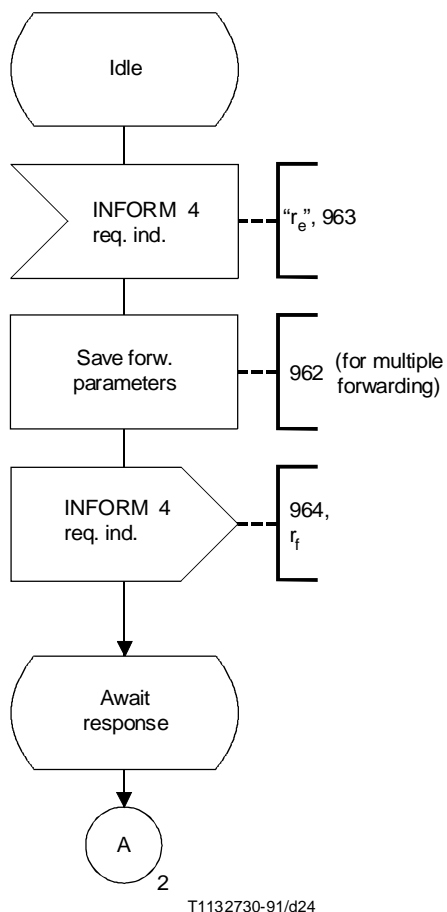 Idle
INFORM 4
req. ind.
“re”, 963
Save forw.
parameters
962 (for multiple
forwarding)
INFORM 4
req. ind.
964,
rf
Await
response
A
2
T1132730-91/d24